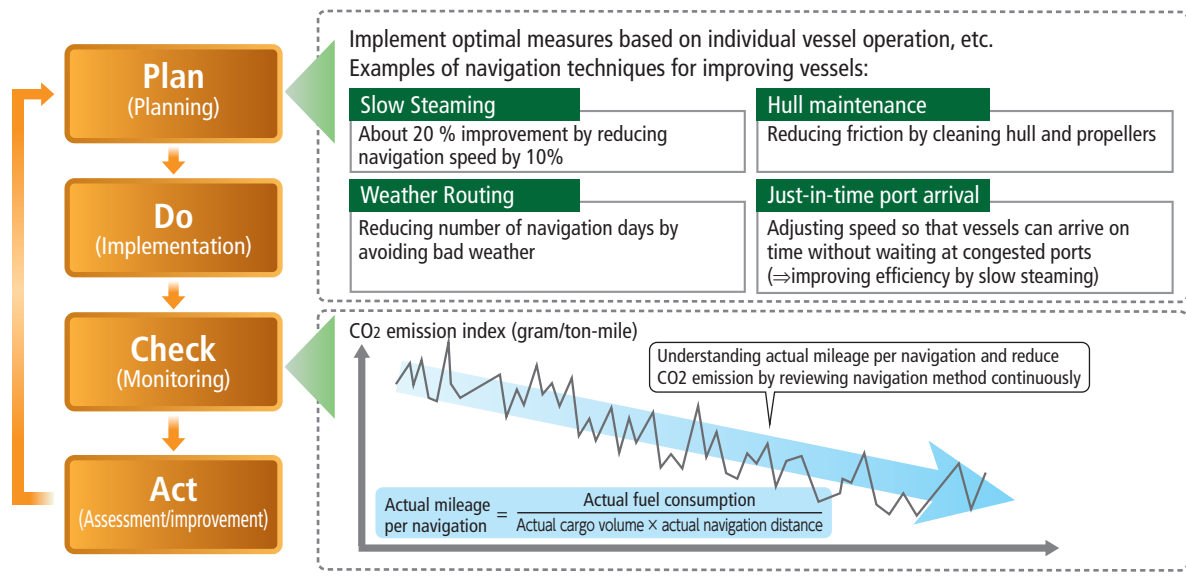 Plan
(Planning)
Do
(Implementation)
Check
(Monitoring)
Act
(Assessment/improvement)
Implement optimal measures based on individual vessel operation, etc.
Examples of navigation techniques for improving vessels:
Slow Steaming
About 20 % improvement by reducing
navigation speed by 10%
Hull maintenance
Reducing friction by cleaning hull and propellers
Weather Routing
Reducing number of navigation days by
avoiding bad weather
Just-in-time port arrival
Adjusting speed so that vessels can arrive on
time without waiting at congested ports
(⇒improving efficiency by slow steaming)
CO2 emission index (gram/ton-mile)
Understanding actual mileage per navigation and reduce
CO2 emission by reviewing navigation method continuously
Actual mileage
per navigation
=
Actual fuel consumption
Actual cargo volume × actual navigation distance